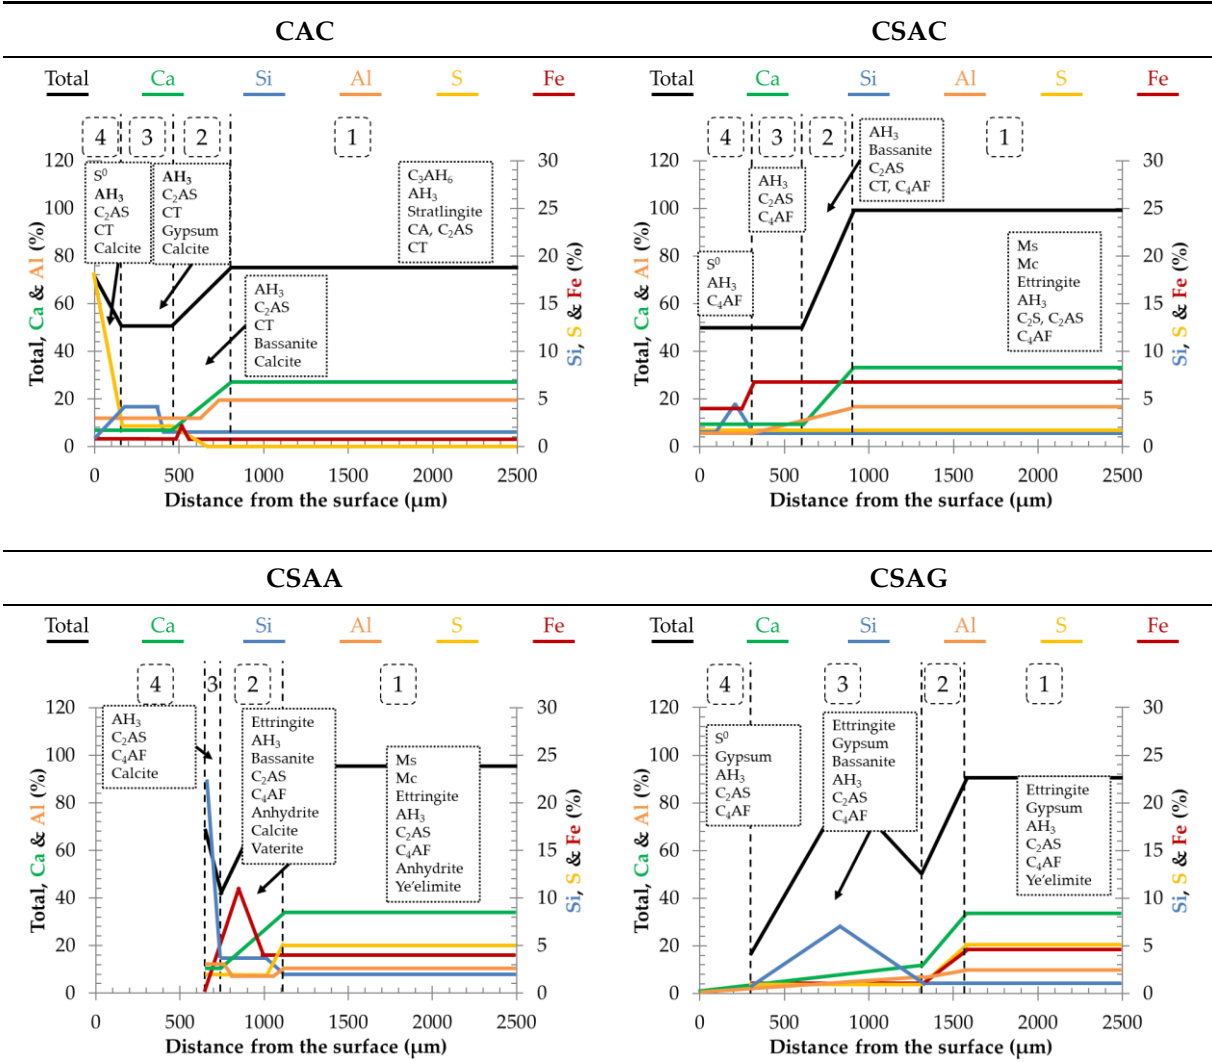 CAC CSAC
Total Ca Si Al S Fe
Total Ca Si Al S Fe
4 3 2 1
4 3 2 1
Total, Ca & Al (%)
120
100
80
60
40
20
0
S⁰
AH₃
C₂AS
CT
Calcite
AH₃
C₂AS
CT
Gypsum
Calcite
AH₃
C₂AS
CT
Bassanite
Calcite
C₃AH₆
AH₃
Stratlingite
CA, C₂AS
CT
30
25
20
15
10
5
0
Si, S & Fe (%)
0 500 1000 1500 2000 2500
Distance from the surface (μm)
Total, Ca & Al (%)
120
100
80
60
40
20
0
S⁰
AH₃
C₄AF
AH₃
C₂AS
C₄AF
AH₃
Bassanite
C₂AS
CT, C₄AF
Ms
Mc
Ettringite
AH₃
C₂S, C₂AS
C₄AF
30
25
20
15
10
5
0
Si, S & Fe (%)
0 500 1000 1500 2000 2500
Distance from the surface (μm)
CSAA CSAG
Total Ca Si Al S Fe
Total Ca Si Al S Fe
4 3 2 1
4 3 2 1
Total, Ca & Al (%)
120
100
80
60
40
20
0
AH₃
C₂AS
C₄AF
Calcite
Ettringite
AH₃
Bassanite
C₂AS
C₄AF
Anhydrite
Calcite
Vaterite
Ms
Mc
Ettringite
AH₃
C₂AS
C₄AF
Anhydrite
Ye'elimite
30
25
20
15
10
5
0
Si, S & Fe (%)
0 500 1000 1500 2000 2500
Distance from the surface (μm)
Total, Ca & Al (%)
120
100
80
60
40
20
0
S⁰
Gypsum
AH₃
C₂AS
C₄AF
Ettringite
Gypsum
Bassanite
AH₃
C₂AS
C₄AF
Ettringite
Gypsum
AH₃
C₂AS
C₄AF
Ye'elimite
30
25
20
15
10
5
0
Si, S & Fe (%)
0 500 1000 1500 2000 2500
Distance from the surface (μm)